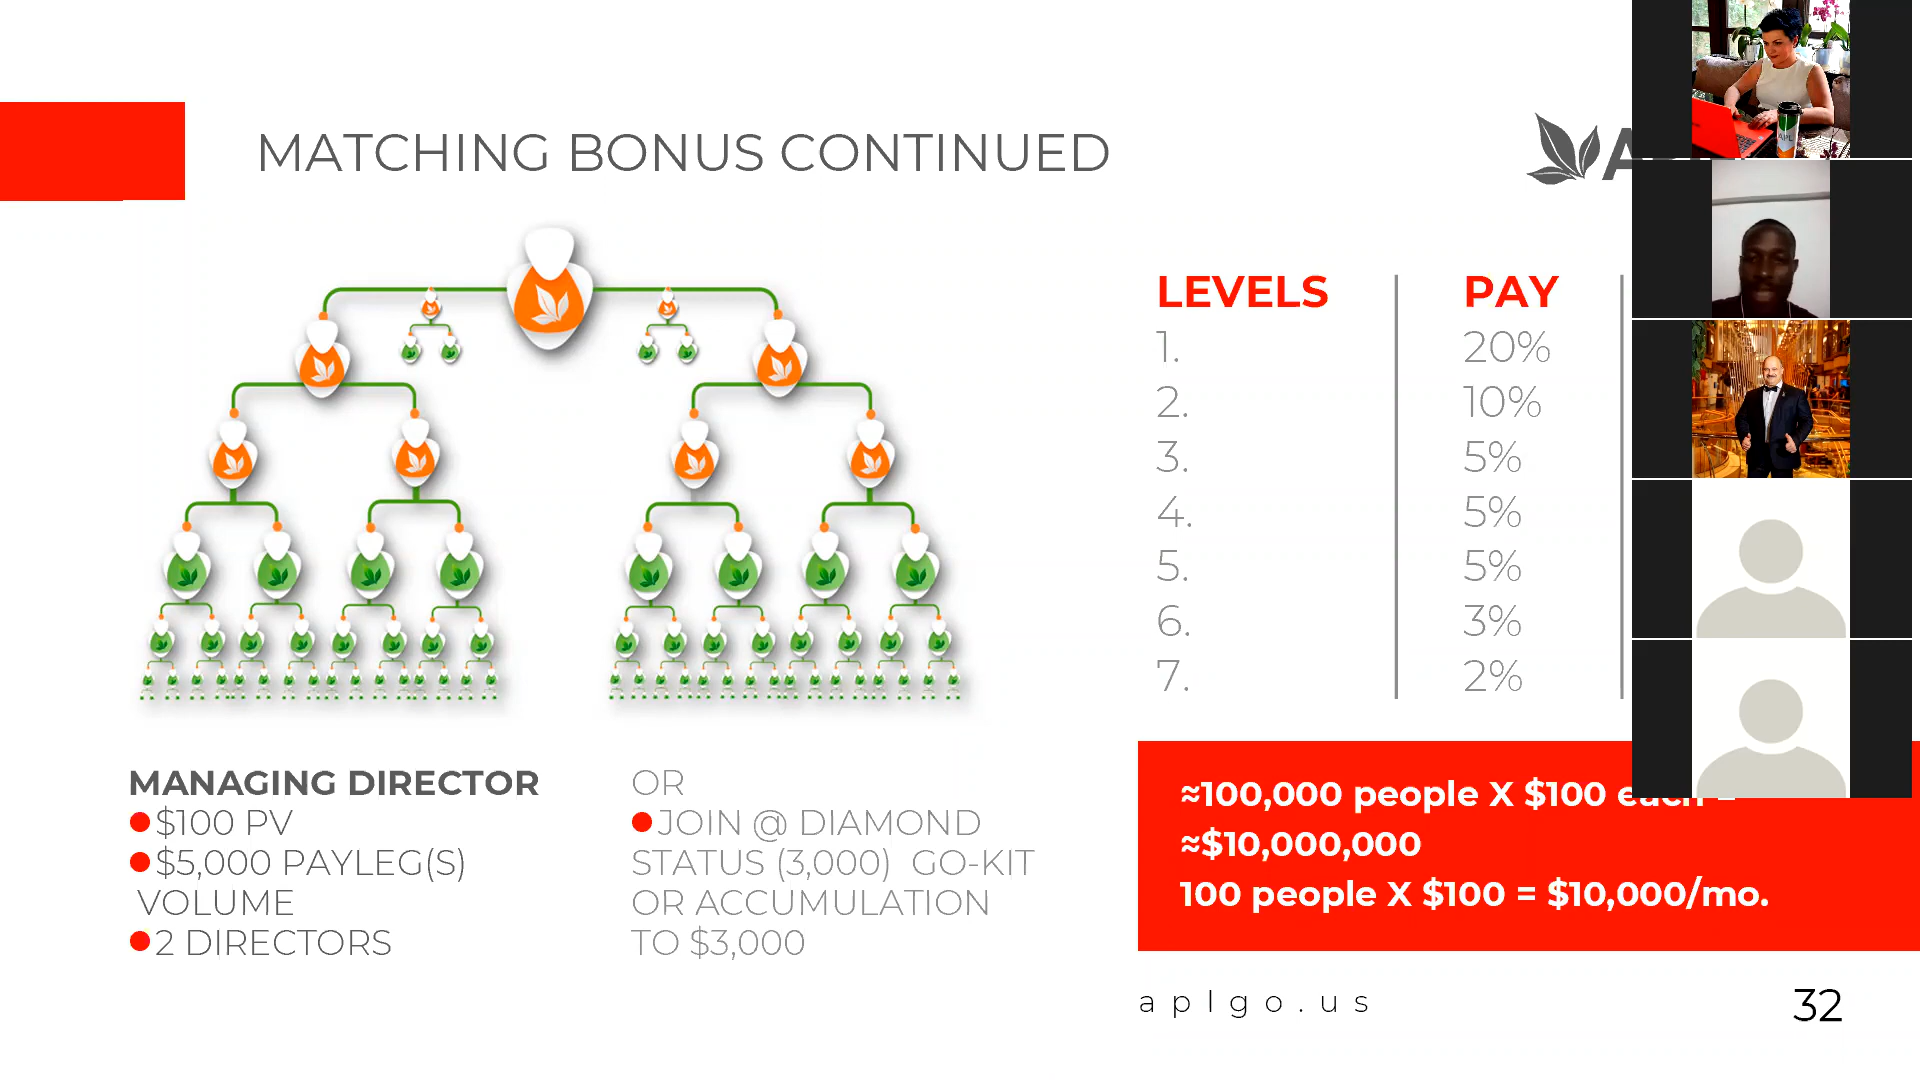 MATCHING BONUS CONTINUED
LEVELS
PAY
1.
20%
2.
10%
3.
5%
4.
5%
5.
5%
6.
3%
7.
2%
MANAGING DIRECTOR
$100 PV
$5,000 PAYLEG(S)
VOLUME
2 DIRECTORS
OR
JOIN @ DIAMOND
STATUS (3,000) GO-KIT
OR ACCUMULATION
TO $3,000
≈100,000 people X $100 each =
≈$10,000,000
100 people X $100 = $10,000/mo.
aplgo.us
32